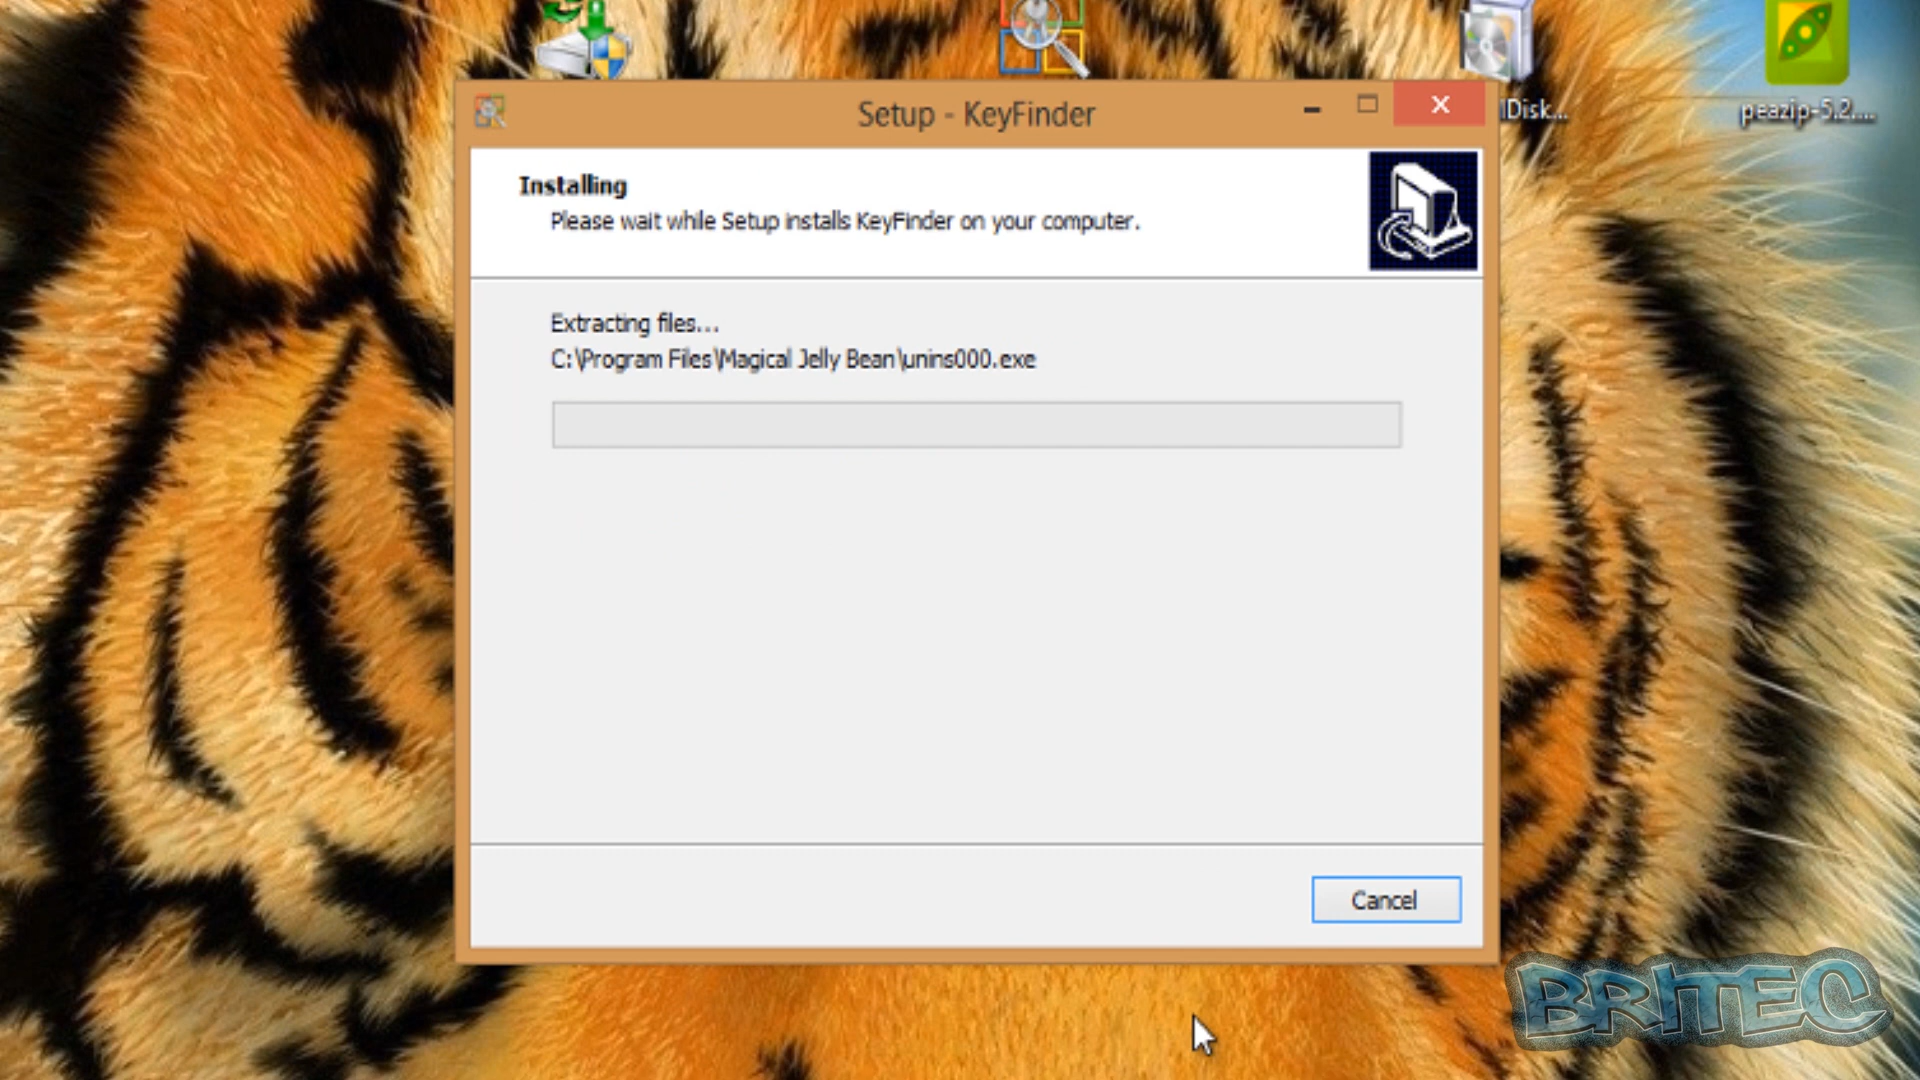 Setup - KeyFinder
lDisk...
peazip-5.2....
Installing
Please wait while Setup installs KeyFinder on your computer.
Extracting files...
C:\Program Files\Magical Jelly Bean\unins000.exe
Cancel
BRITEC